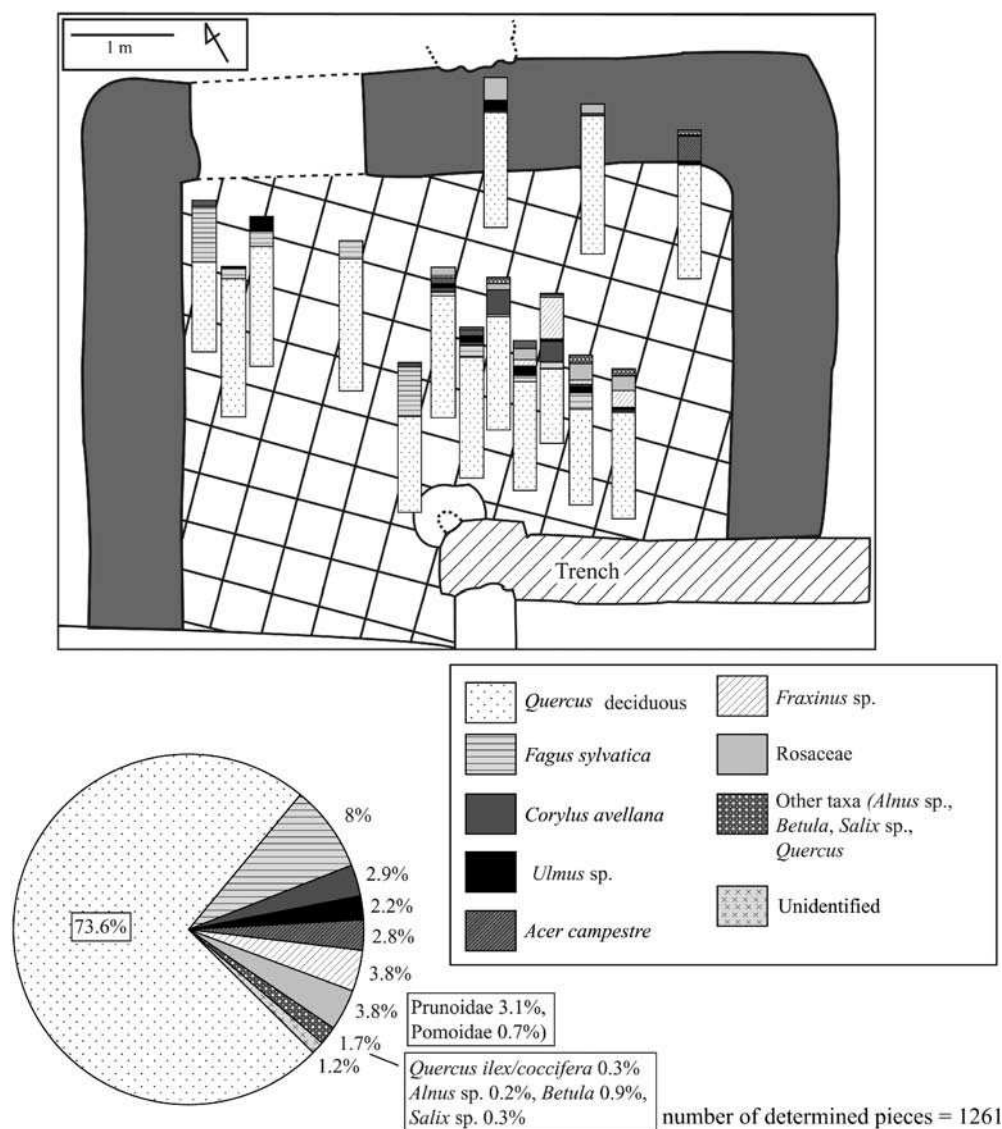 1 m
Trench
Quercus deciduous
Fagus sylvatica
Corylus avellana
Ulmus sp.
Acer campestre
Fraxinus sp.
Rosaceae
Other taxa (Alnus sp.,
Betula, Salix sp.,
Quercus
Unidentified
73.6%
8%
2.9%
2.2%
2.8%
3.8%
3.8%
Prunoidae 3.1%,
Pomoidae 0.7%)
1.7%
1.2%
Quercus ilex/coccifera 0.3%
Alnus sp. 0.2%, Betula 0.9%,
Salix sp. 0.3%
number of determined pieces = 1261